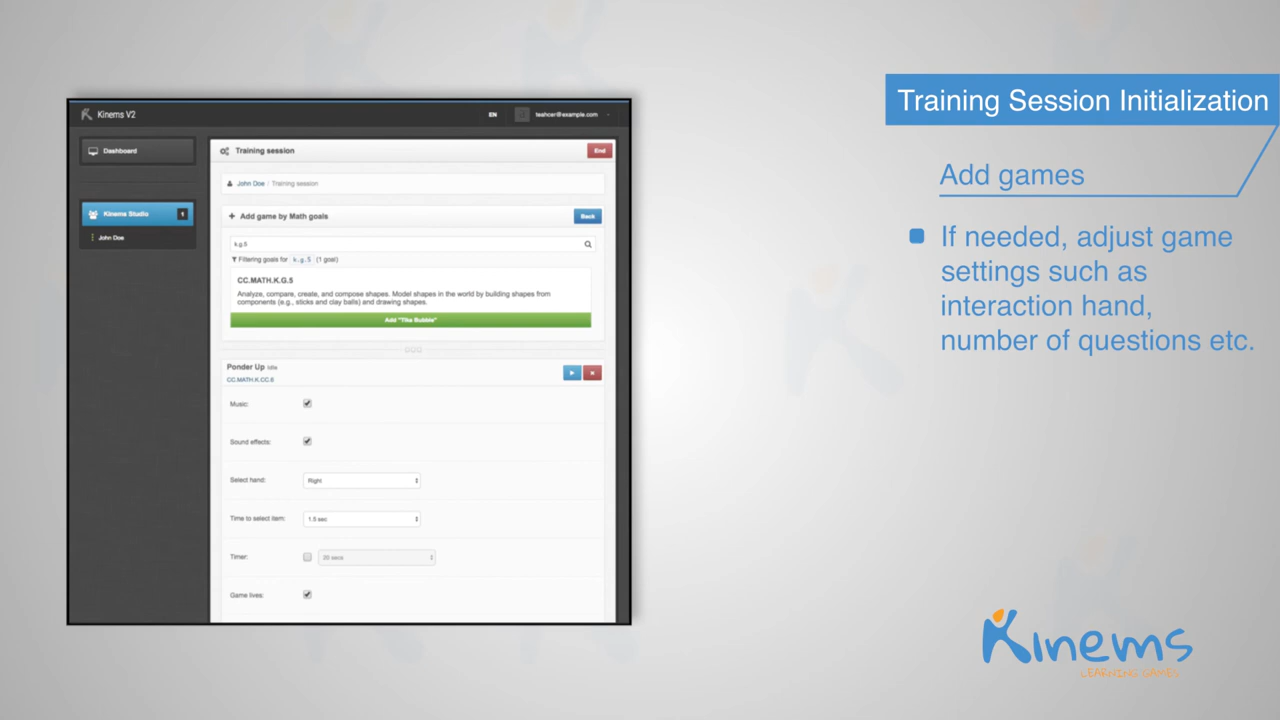 Kinems V2
EN
teahcer@example.com
Dashboard
Kinems Studio
1
John Doe
Training session
End
John Doe / Training session
Add game by Math goals
Back
k.g.5
Filtering goals for k.g.5 (1 goal)
CC.MATH.K.G.5
Analyze, compare, create, and compose shapes. Model shapes in the world by building shapes from
components (e.g., sticks and clay balls) and drawing shapes.
Add "Tika Bubble"
Ponder Up Idle
CC.MATH.K.CC.6
Music:
Sound effects:
Select hand:
Right
Time to select item:
1.5 sec
Timer:
20 secs
Game lives:
Training Session Initialization
Add games
If needed, adjust game
settings such as
interaction hand,
number of questions etc.
Kinems
LEARNING GAMES